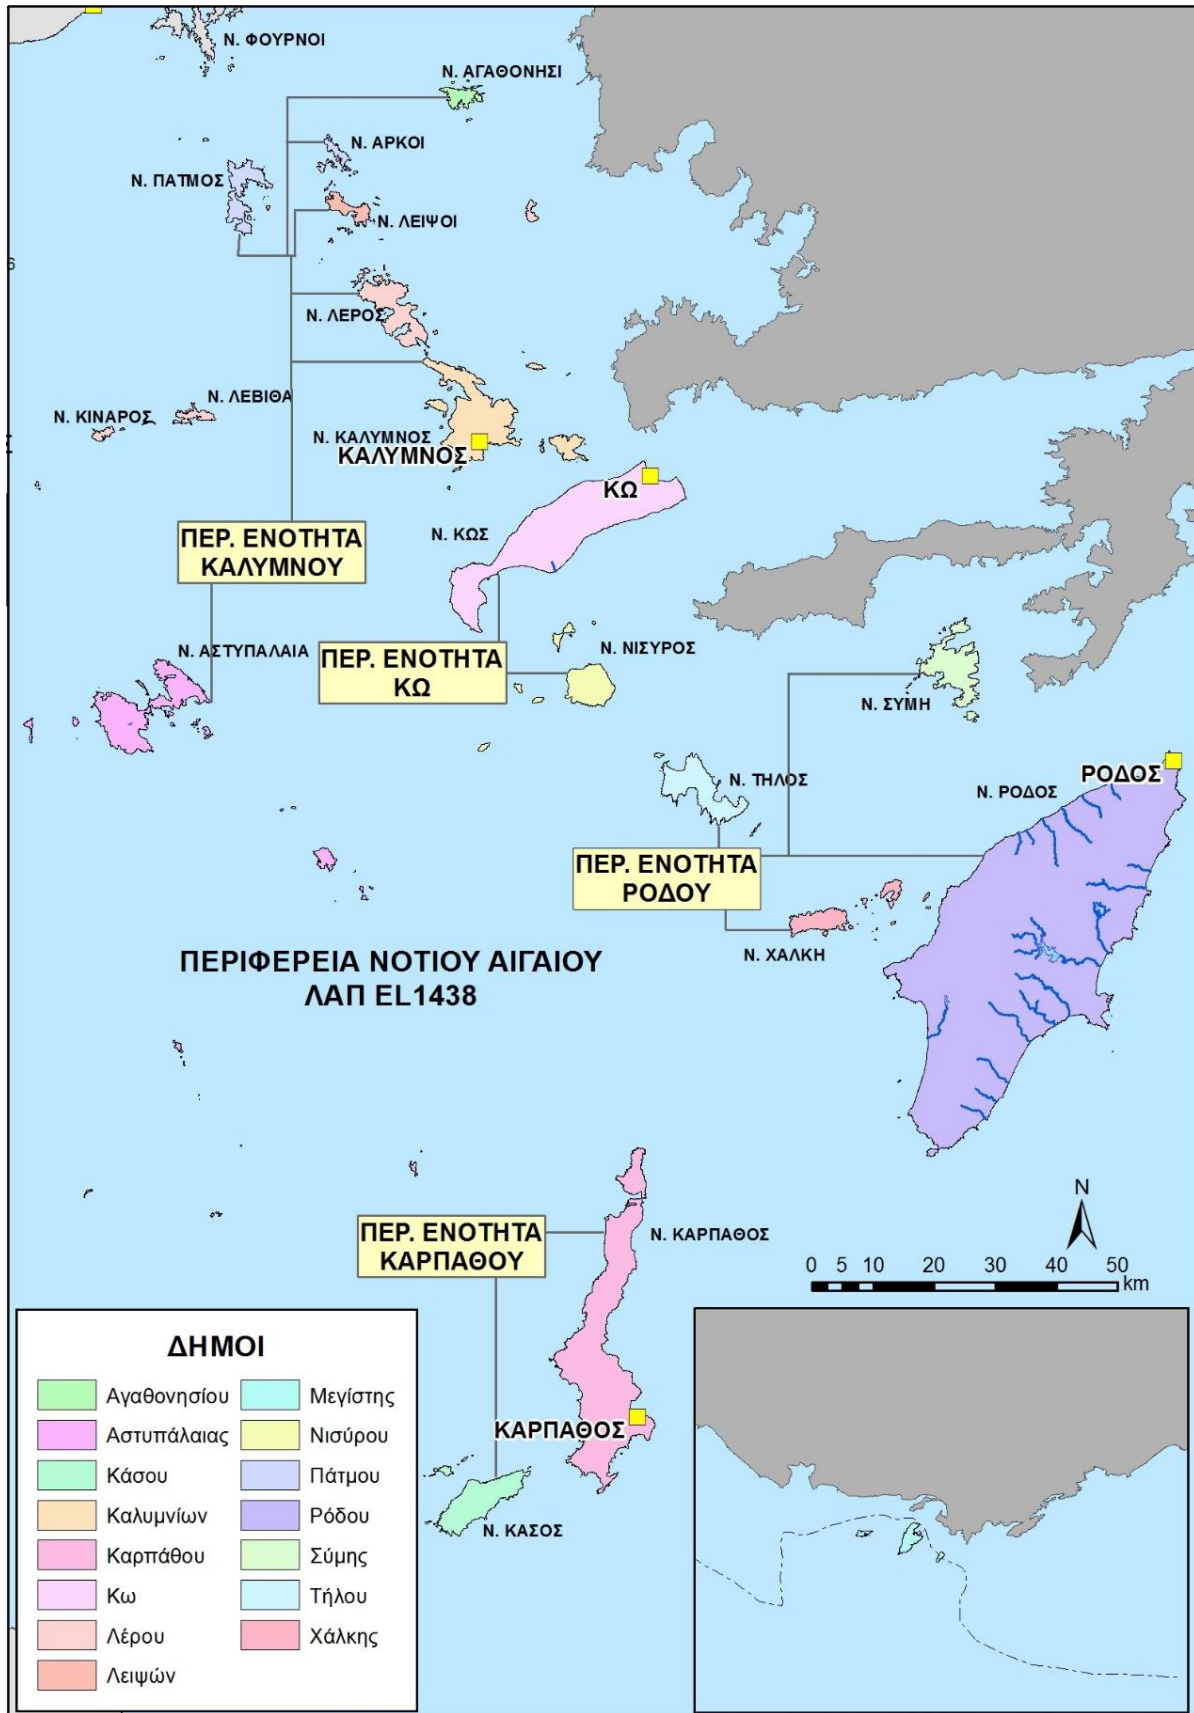 Ν. ΦΟΥΡΝΟΙ
Ν. ΑΓΑΘΟΝΗΣΙ
Ν. ΑΡΚΟΙ
Ν. ΠΑΤΜΟΣ
Ν. ΛΕΙΨΟΙ
6
Ν. ΛΕΡΟΣ
Ν. ΛΕΒΙΘΑ
Ν. ΚΙΝΑΡΟΣ
Ν. ΚΑΛΥΜΝΟΣ
ΚΑΛΥΜΝΟΣ
ΚΩ
Ν. ΚΩΣ
ΠΕΡ. ΕΝΟΤΗΤΑ
ΚΑΛΥΜΝΟΥ
Ν. ΑΣΤΥΠΑΛΑΙΑ
ΠΕΡ. ΕΝΟΤΗΤΑ
ΚΩ
Ν. ΝΙΣΥΡΟΣ
Ν. ΣΥΜΗ
Ν. ΤΗΛΟΣ
Ν. ΡΟΔΟΣ
ΡΟΔΟΣ
ΠΕΡ. ΕΝΟΤΗΤΑ
ΡΟΔΟΥ
Ν. ΧΑΛΚΗ
ΠΕΡΙΦΕΡΕΙΑ ΝΟΤΙΟΥ ΑΙΓΑΙΟΥ
ΛΑΠ EL1438
ΠΕΡ. ΕΝΟΤΗΤΑ
ΚΑΡΠΑΘΟΥ
Ν. ΚΑΡΠΑΘΟΣ
N
0 5 10 20 30 40 50
km
ΚΑΡΠΑΘΟΣ
Ν. ΚΑΣΟΣ
ΔΗΜΟΙ
Αγαθονησίου
Αστυπάλαιας
Κάσου
Καλυμνίων
Καρπάθου
Κω
Λέρου
Λειψών
Μεγίστης
Νισύρου
Πάτμου
Ρόδου
Σύμης
Τήλου
Χάλκης